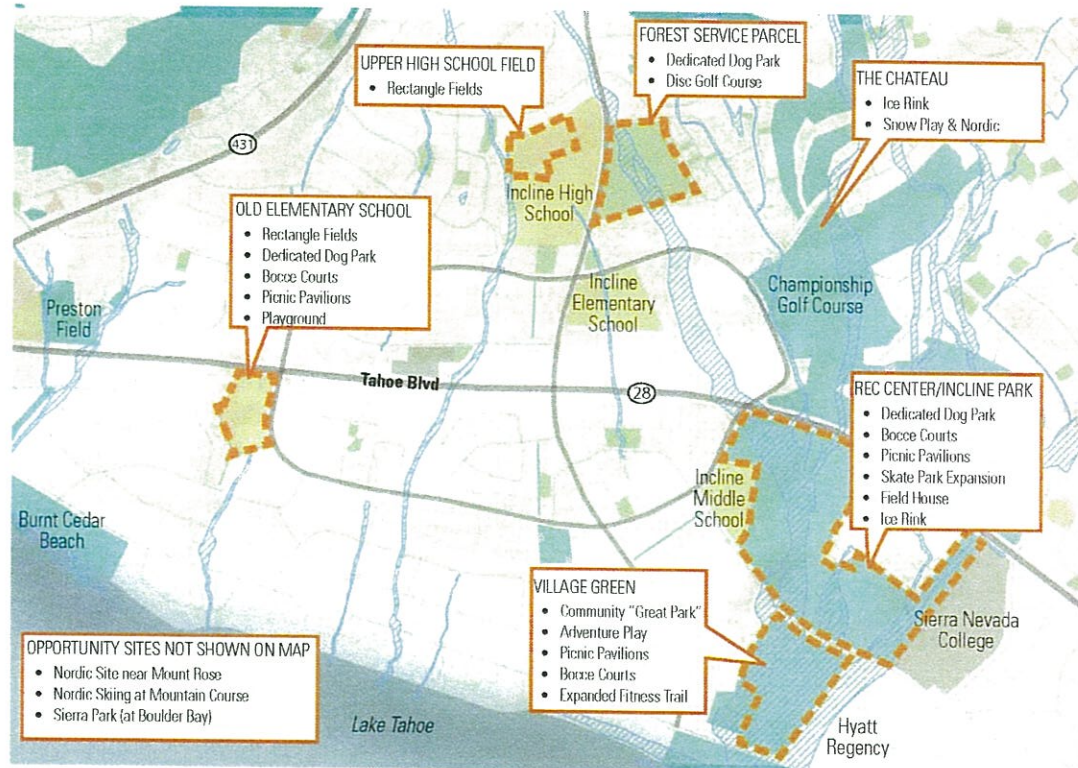 FOREST SERVICE PARCEL
• Dedicated Dog Park
• Disc Golf Course
UPPER HIGH SCHOOL FIELD
• Rectangle Fields
THE CHATEAU
• Ice Rink
• Snow Play & Nordic
431
Incline High
School
OLD ELEMENTARY SCHOOL
• Rectangle Fields
• Dedicated Dog Park
• Bocce Courts
• Picnic Pavilions
• Playground
Incline
Elementary
School
Championship
Golf Course
Preston
Field
Tahoe Blvd
28
REC CENTER/INCLINE PARK
• Dedicated Dog Park
• Bocce Courts
• Picnic Pavilions
• Skate Park Expansion
• Field House
• Ice Rink
Incline
Middle
School
Burnt Cedar
Beach
VILLAGE GREEN
• Community "Great Park"
• Adventure Play
• Picnic Pavilions
• Bocce Courts
• Expanded Fitness Trail
Sierra Nevada
College
OPPORTUNITY SITES NOT SHOWN ON MAP
• Nordic Site near Mount Rose
• Nordic Skiing at Mountain Course
• Sierra Park (at Boulder Bay)
Lake Tahoe
Hyatt
Regency